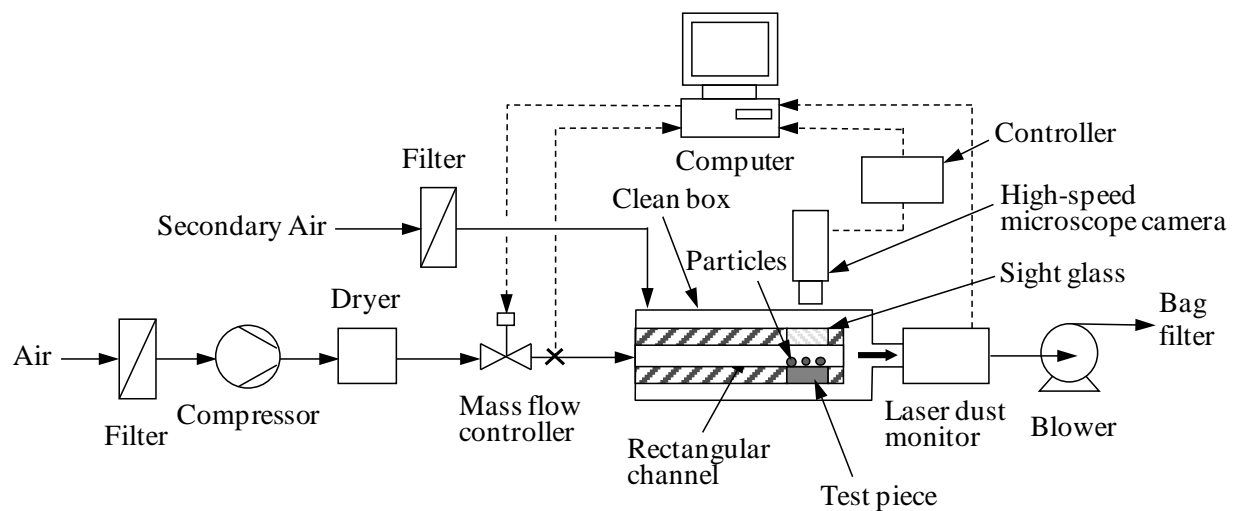 Computer
Controller
Filter
Clean box
High-speed
microscope camera
Secondary Air
Particles
Sight glass
Dryer
Bag
filter
Air
Compressor
Mass flow
controller
Filter
Rectangular
channel
Laser dust
monitor
Blower
Test piece